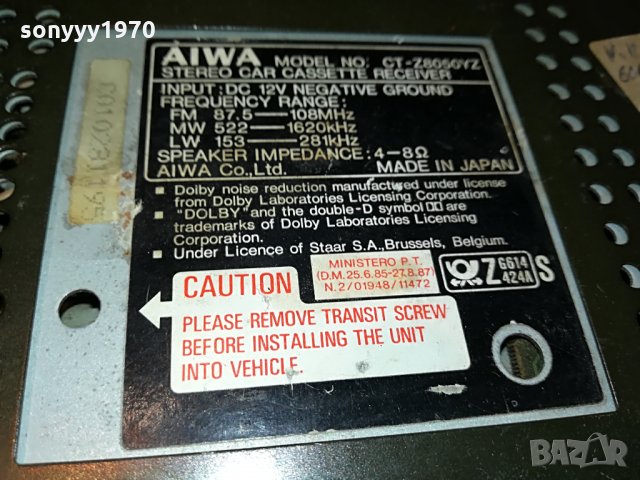 sonyyy1970
AIWA MODEL NO: CT-Z8050YZ
STEREO CAR CASSETTE RECEIVER
INPUT: DC 12V NEGATIVE GROUND
FREQUENCY RANGE:
FM 87.5—108MHz
MW 522—1620kHz
LW 153—281kHz
SPEAKER IMPEDANCE: 4-8Ω
AIWA Co., Ltd. MADE IN JAPAN
■ Dolby noise reduction manufactured under license
from Dolby Laboratories Licensing Corporation.
■ "DOLBY" and the double-D symbol are
trademarks of Dolby Laboratories Licensing
Corporation.
■ Under Licence of Staar S.A., Brussels, Belgium.
MINISTERO P.T.
(D.M. 25.6.85-27.8.87)
N.2/01948/11472
Z 6614 S
424A
CAUTION
PLEASE REMOVE TRANSIT SCREW
BEFORE INSTALLING THE UNIT
INTO VEHICLE.
BAZAR